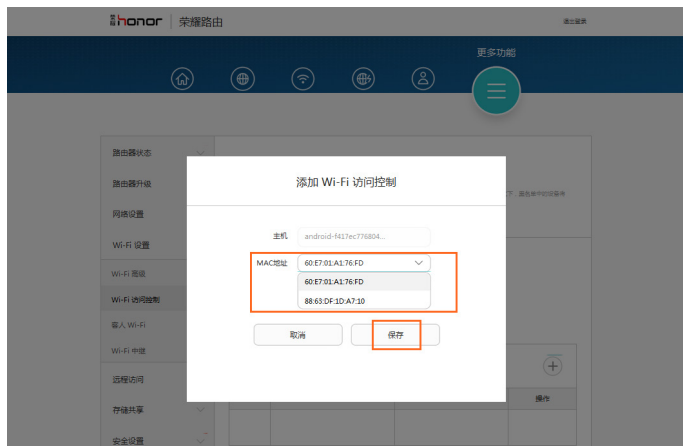 荣耀 honor 荣耀路由
退出登录
更多功能
路由器状态
路由器升级
添加 Wi-Fi 访问控制
网络设置
主机 android-f417ec776804...
Wi-Fi 设置
MAC地址 60:E7:01:A1:76:FD
Wi-Fi 高级
60:E7:01:A1:76:FD
Wi-Fi 访问控制
88:63:DF:1D:A7:10
客人 Wi-Fi
取消 保存
Wi-Fi 中继
远程访问
操作
存储共享
安全设置